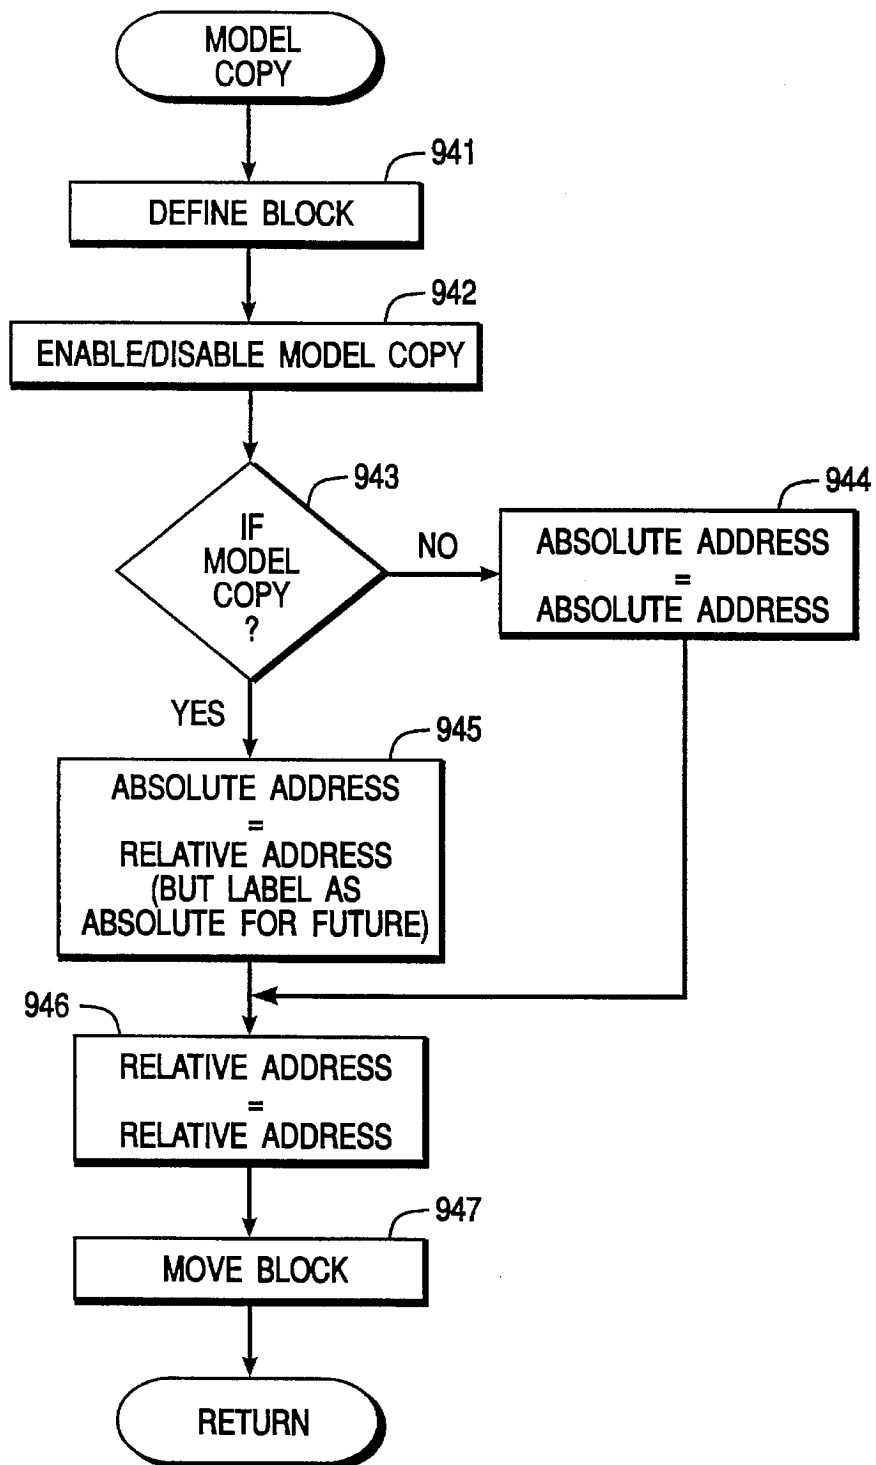 MODEL
COPY
941
DEFINE BLOCK
942
ENABLE/DISABLE MODEL COPY
943
IF
MODEL
COPY
?
NO
944
ABSOLUTE ADDRESS
=
ABSOLUTE ADDRESS
YES
945
ABSOLUTE ADDRESS
=
RELATIVE ADDRESS
(BUT LABEL AS
ABSOLUTE FOR FUTURE)
946
RELATIVE ADDRESS
=
RELATIVE ADDRESS
947
MOVE BLOCK
RETURN